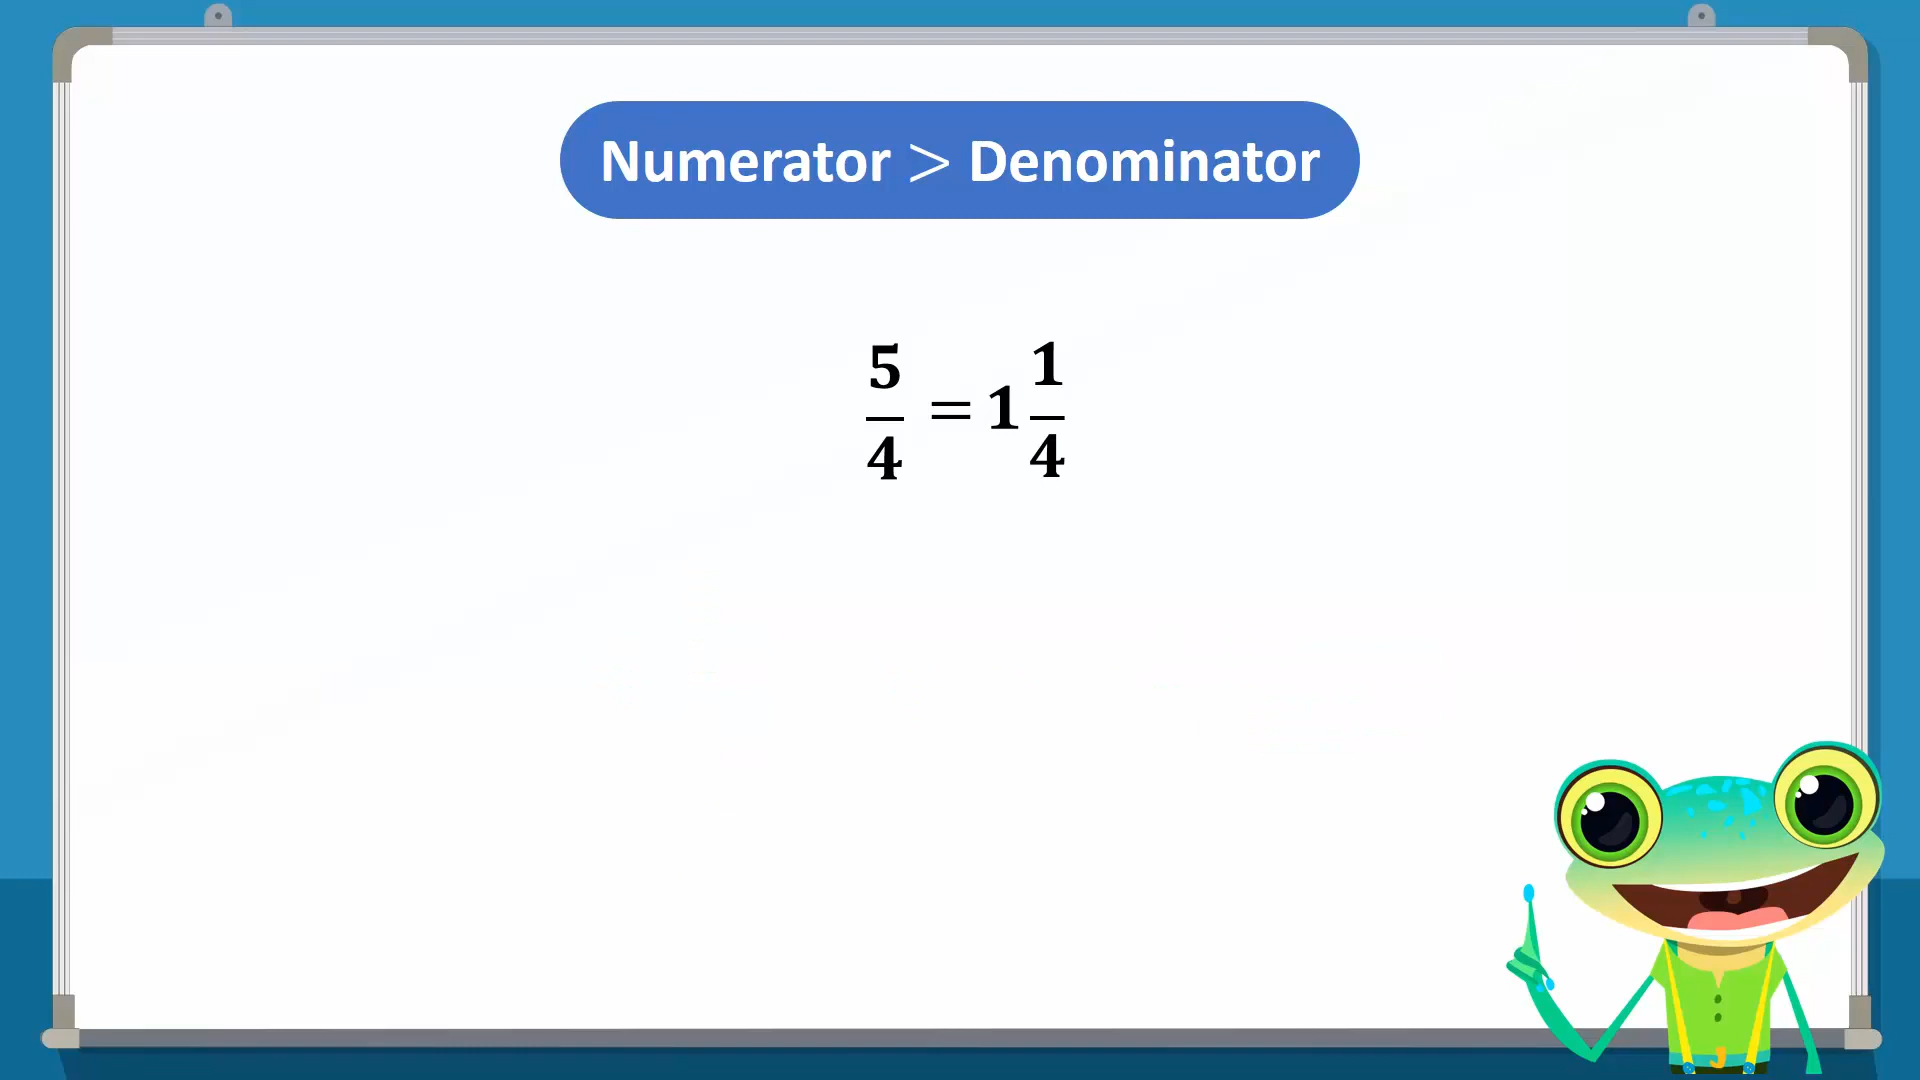 Numerator > Denominator
5/4 = 1 1/4